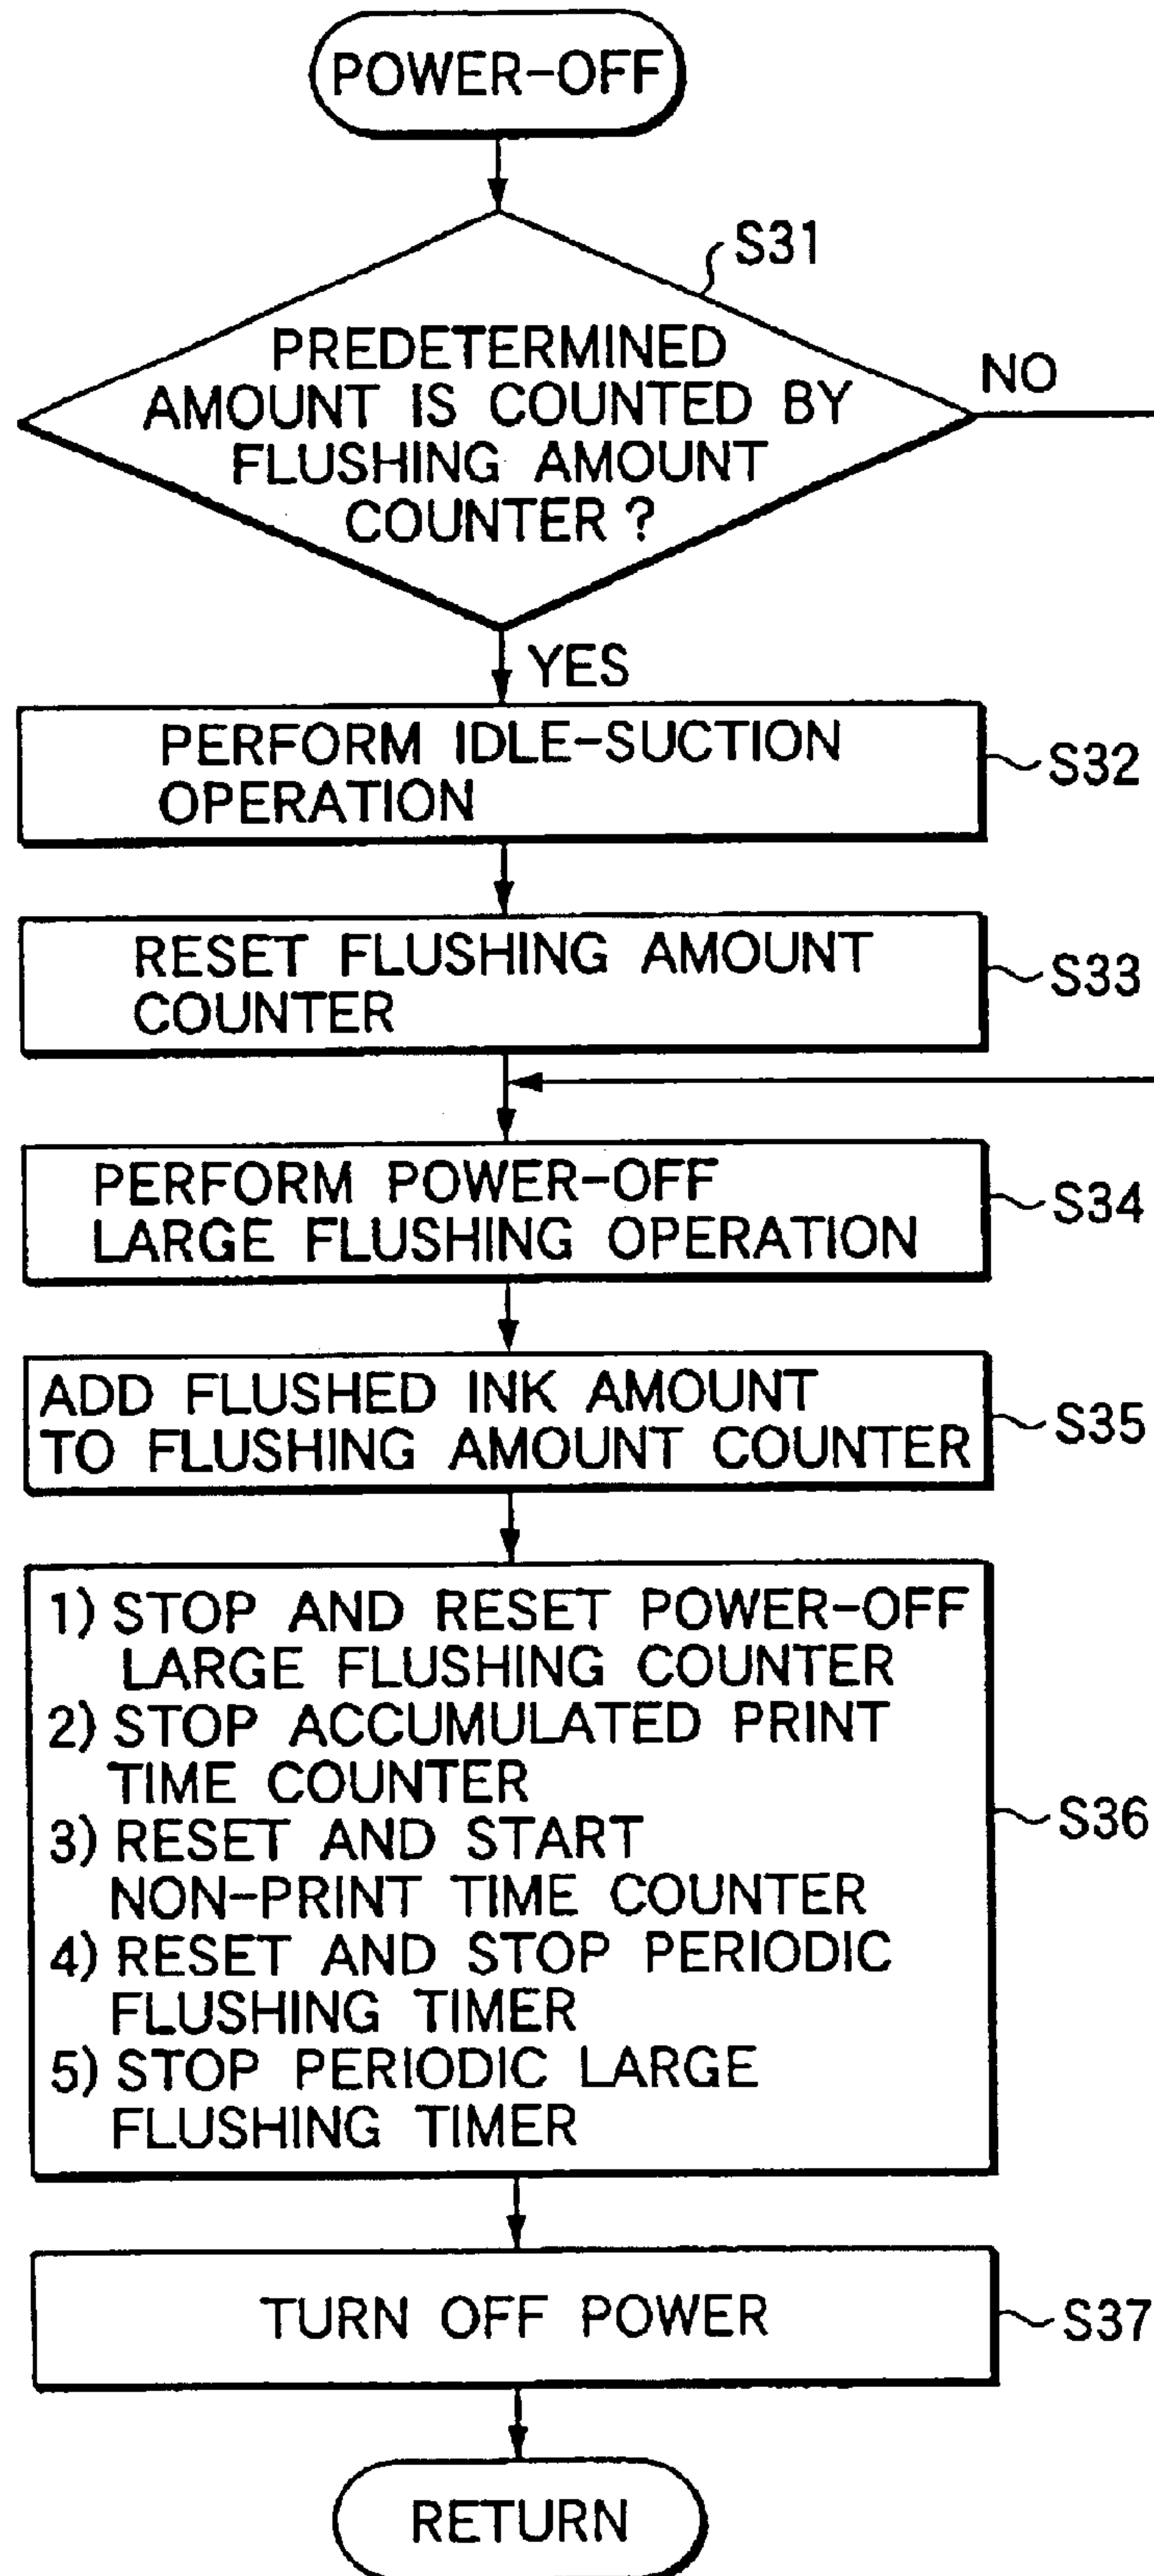 POWER-OFF
S31
PREDETERMINED
AMOUNT IS COUNTED BY
FLUSHING AMOUNT
COUNTER?
NO
YES
PERFORM IDLE-SUCTION
OPERATION
S32
RESET FLUSHING AMOUNT
COUNTER
S33
PERFORM POWER-OFF
LARGE FLUSHING OPERATION
S34
ADD FLUSHED INK AMOUNT
TO FLUSHING AMOUNT COUNTER
S35
1) STOP AND RESET POWER-OFF
LARGE FLUSHING COUNTER
2) STOP ACCUMULATED PRINT
TIME COUNTER
3) RESET AND START
NON-PRINT TIME COUNTER
4) RESET AND STOP PERIODIC
FLUSHING TIMER
5) STOP PERIODIC LARGE
FLUSHING TIMER
S36
TURN OFF POWER
S37
RETURN